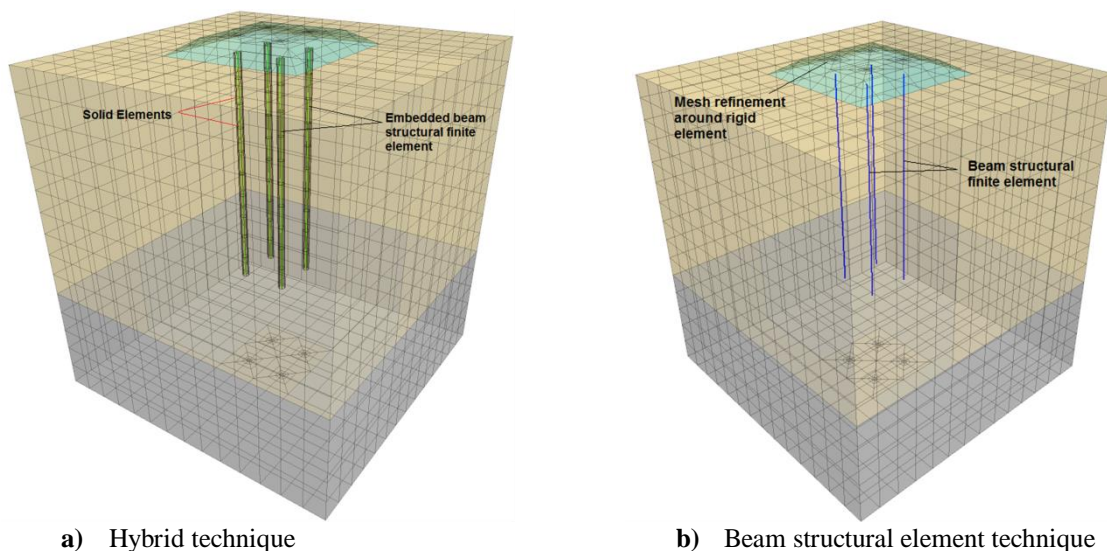 Solid Elements
Embedded beam
structural finite
element
Mesh refinement
around rigid
element
Beam structural
finite element
a) Hybrid technique
b) Beam structural element technique